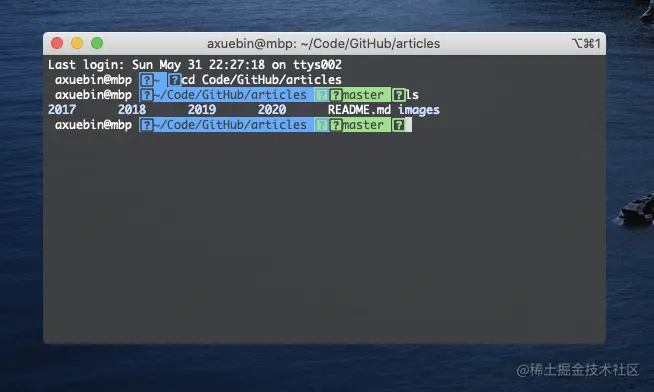 axuebin@mbp: ~/Code/GitHub/articles ⌥⌘1
Last login: Sun May 31 22:27:18 on ttys002
axuebin@mbp ?~ ?cd Code/GitHub/articles
axuebin@mbp ?~/Code/GitHub/articles ??master ?ls
2017 2018 2019 2020 README.md images
axuebin@mbp ?~/Code/GitHub/articles ??master ?
@稀土掘金技术社区